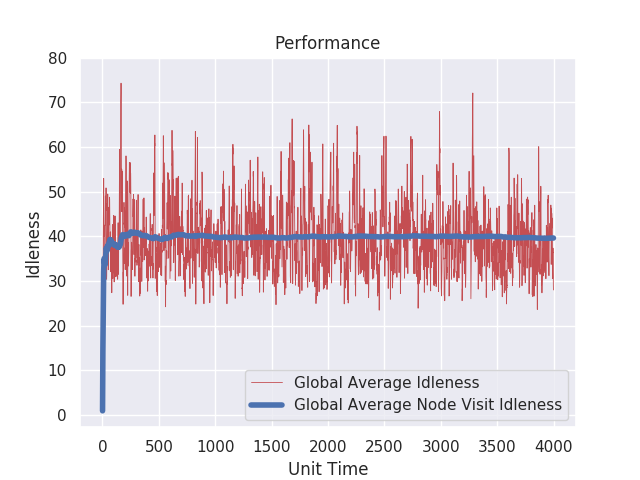 Performance
80
70
60
50
40
30
20
10
0
Idleness
Global Average Idleness
Global Average Node Visit Idleness
0 500 1000 1500 2000 2500 3000 3500 4000
Unit Time